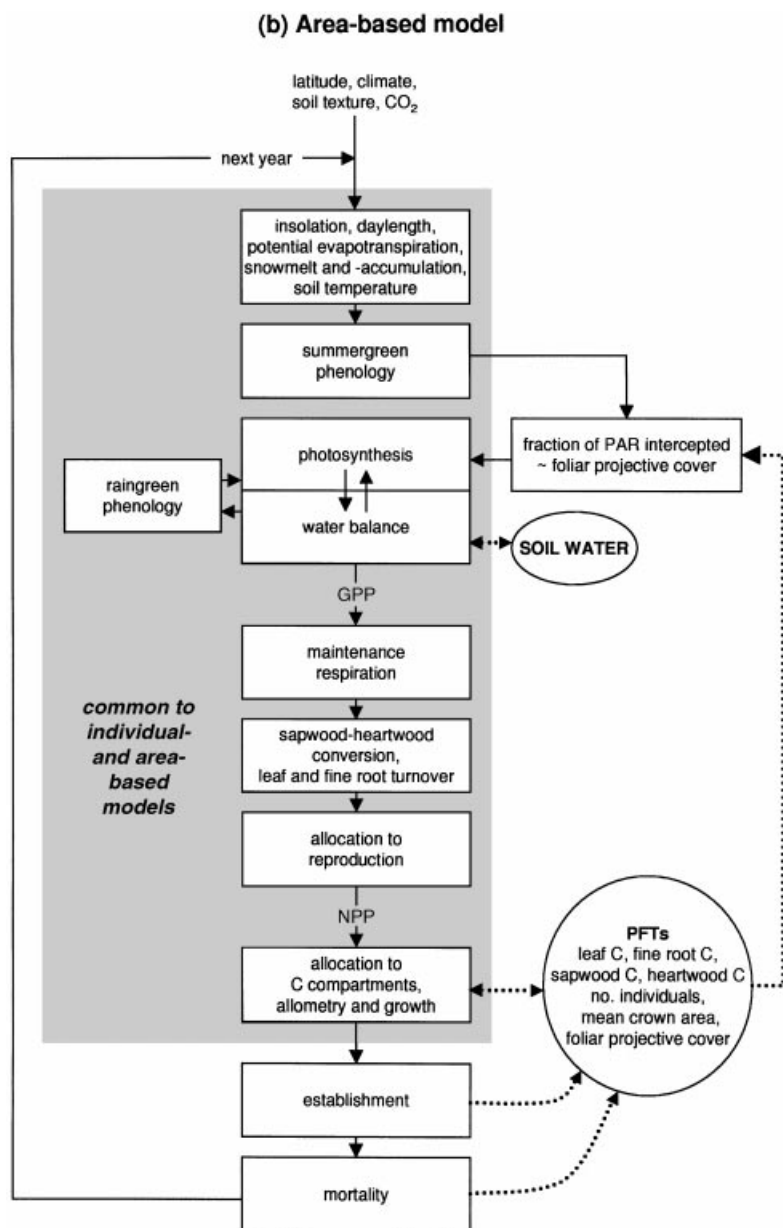 (b) Area-based model
latitude, climate,
soil texture, CO₂
next year
insolation, daylength,
potential evapotranspiration,
snowmelt and -accumulation,
soil temperature
summergreen
phenology
fraction of PAR intercepted
~ foliar projective cover
photosynthesis
raingreen
phenology
water balance
SOIL WATER
GPP
maintenance
respiration
common to
individual-
and area-
based
models
sapwood-heartwood
conversion,
leaf and fine root turnover
allocation to
reproduction
NPP
allocation to
C compartments,
allometry and growth
PFTs
leaf C, fine root C,
sapwood C, heartwood C
no. individuals,
mean crown area,
foliar projective cover
establishment
mortality